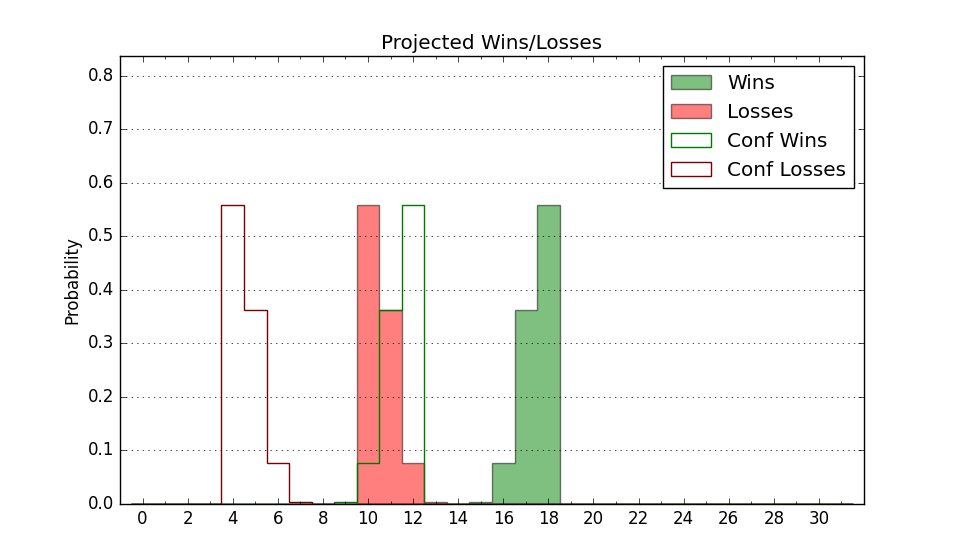 Projected Wins/Losses
0.8
0.7
0.6
0.5
0.4
0.3
0.2
0.1
0.0
Probability
Wins
Losses
Conf Wins
Conf Losses
0 2 4 6 8 10 12 14 16 18 20 22 24 26 28 30